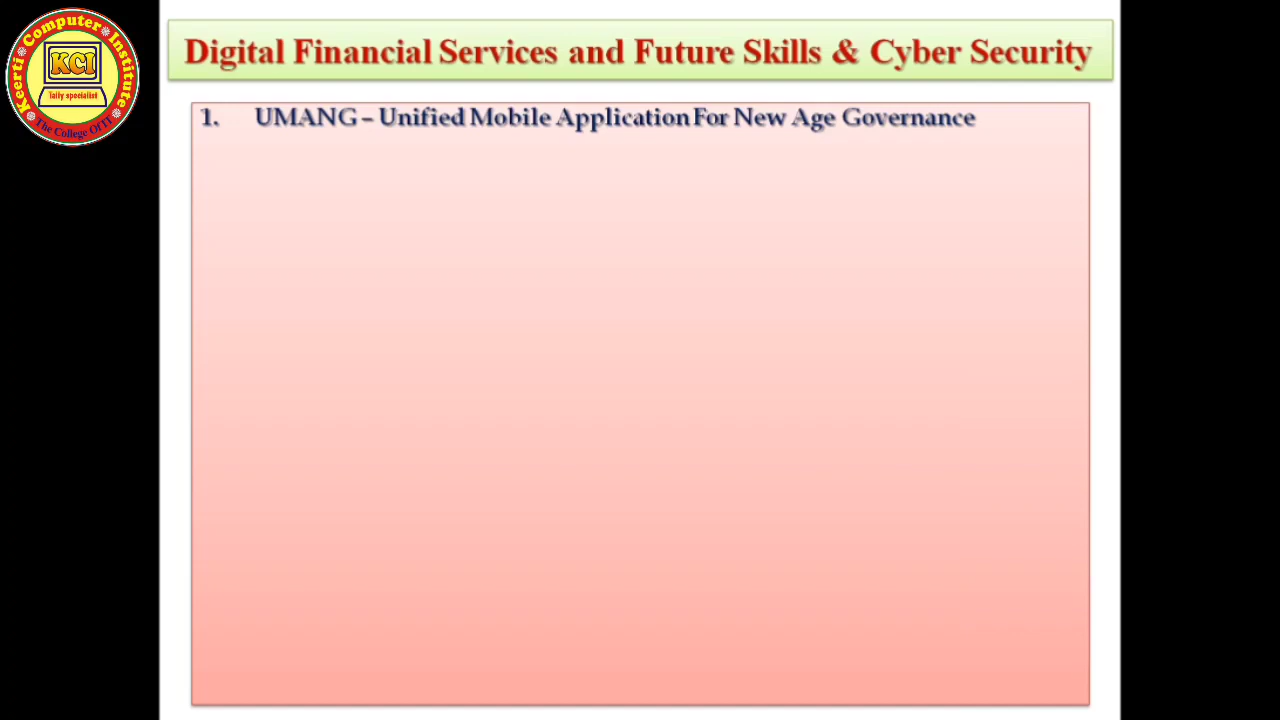 Keerti Computer Institute
KCI
Tally specialist
The College Of IT
Digital Financial Services and Future Skills & Cyber Security
1. UMANG – Unified Mobile Application For New Age Governance